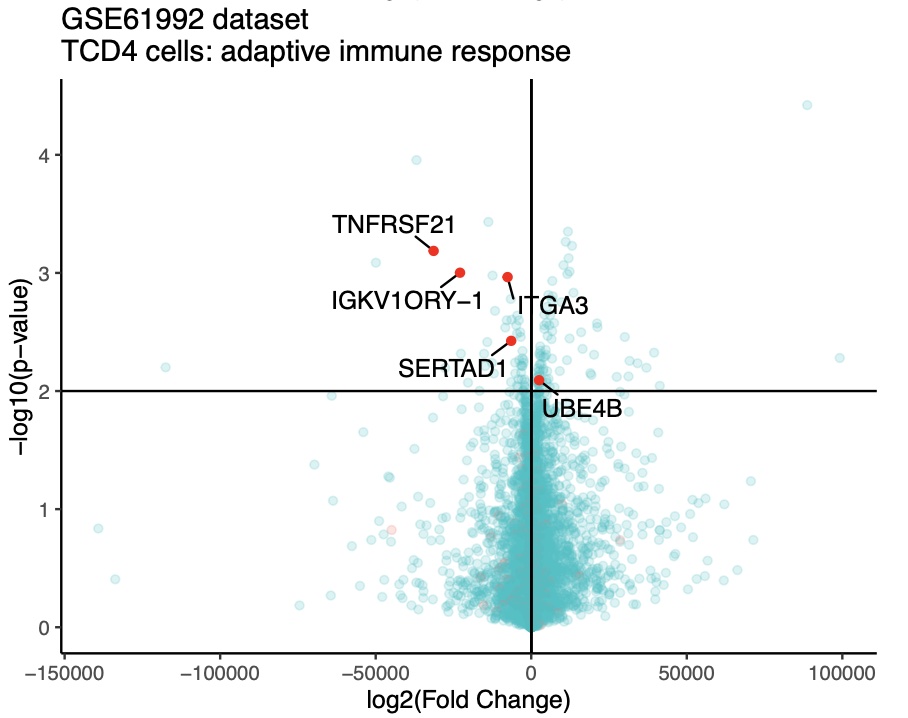 GSE61992 dataset
TCD4 cells: adaptive immune response
−log10(p−value)
4
3
2
1
0
TNFRSF21
IGKV1ORY−1
ITGA3
SERTAD1
UBE4B
−150000 −100000 −50000 0 50000 100000
log2(Fold Change)